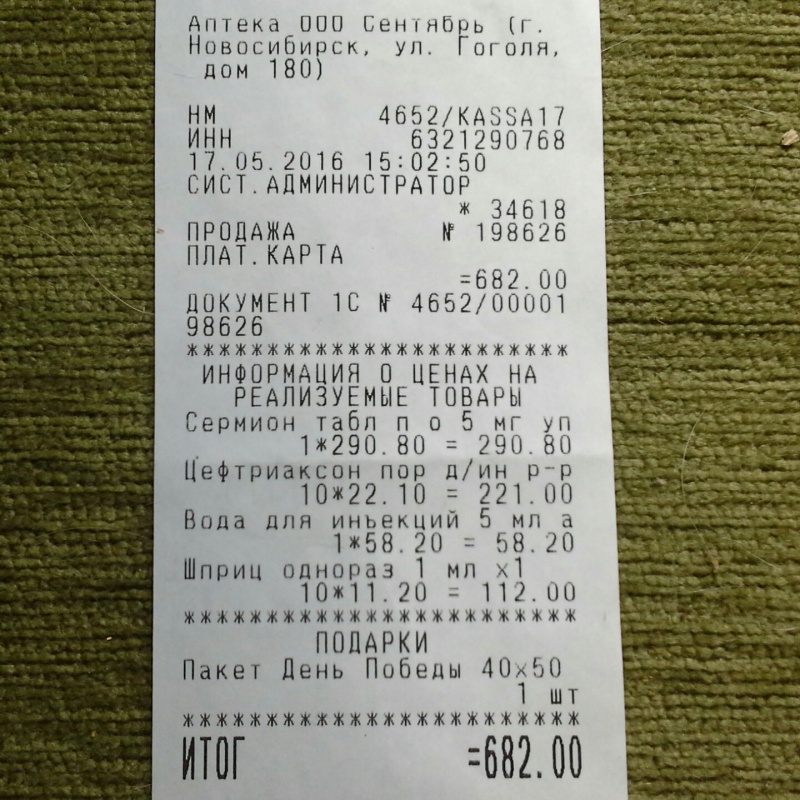 Аптека ООО Сентябрь (г.
Новосибирск, ул. Гоголя,
дом 180)
НМ 4652/KASSA17
ИНН 6321290768
17.05.2016 15:02:50
СИСТ.АДМИНИСТРАТОР
* 34618
ПРОДАЖА № 198626
ПЛАТ.КАРТА
=682.00
ДОКУМЕНТ 1С № 4652/00001
98626
************************
ИНФОРМАЦИЯ О ЦЕНАХ НА
РЕАЛИЗУЕМЫЕ ТОВАРЫ
Сермион табл п о 5 мг уп
1*290.80 = 290.80
Цефтриаксон пор д/ин р-р
10*22.10 = 221.00
Вода для иньекций 5 мл а
1*58.20 = 58.20
Шприц однораз 1 мл х1
10*11.20 = 112.00
************************
ПОДАРКИ
Пакет День Победы 40х50
1 шт
************************
ИТОГ =682.00